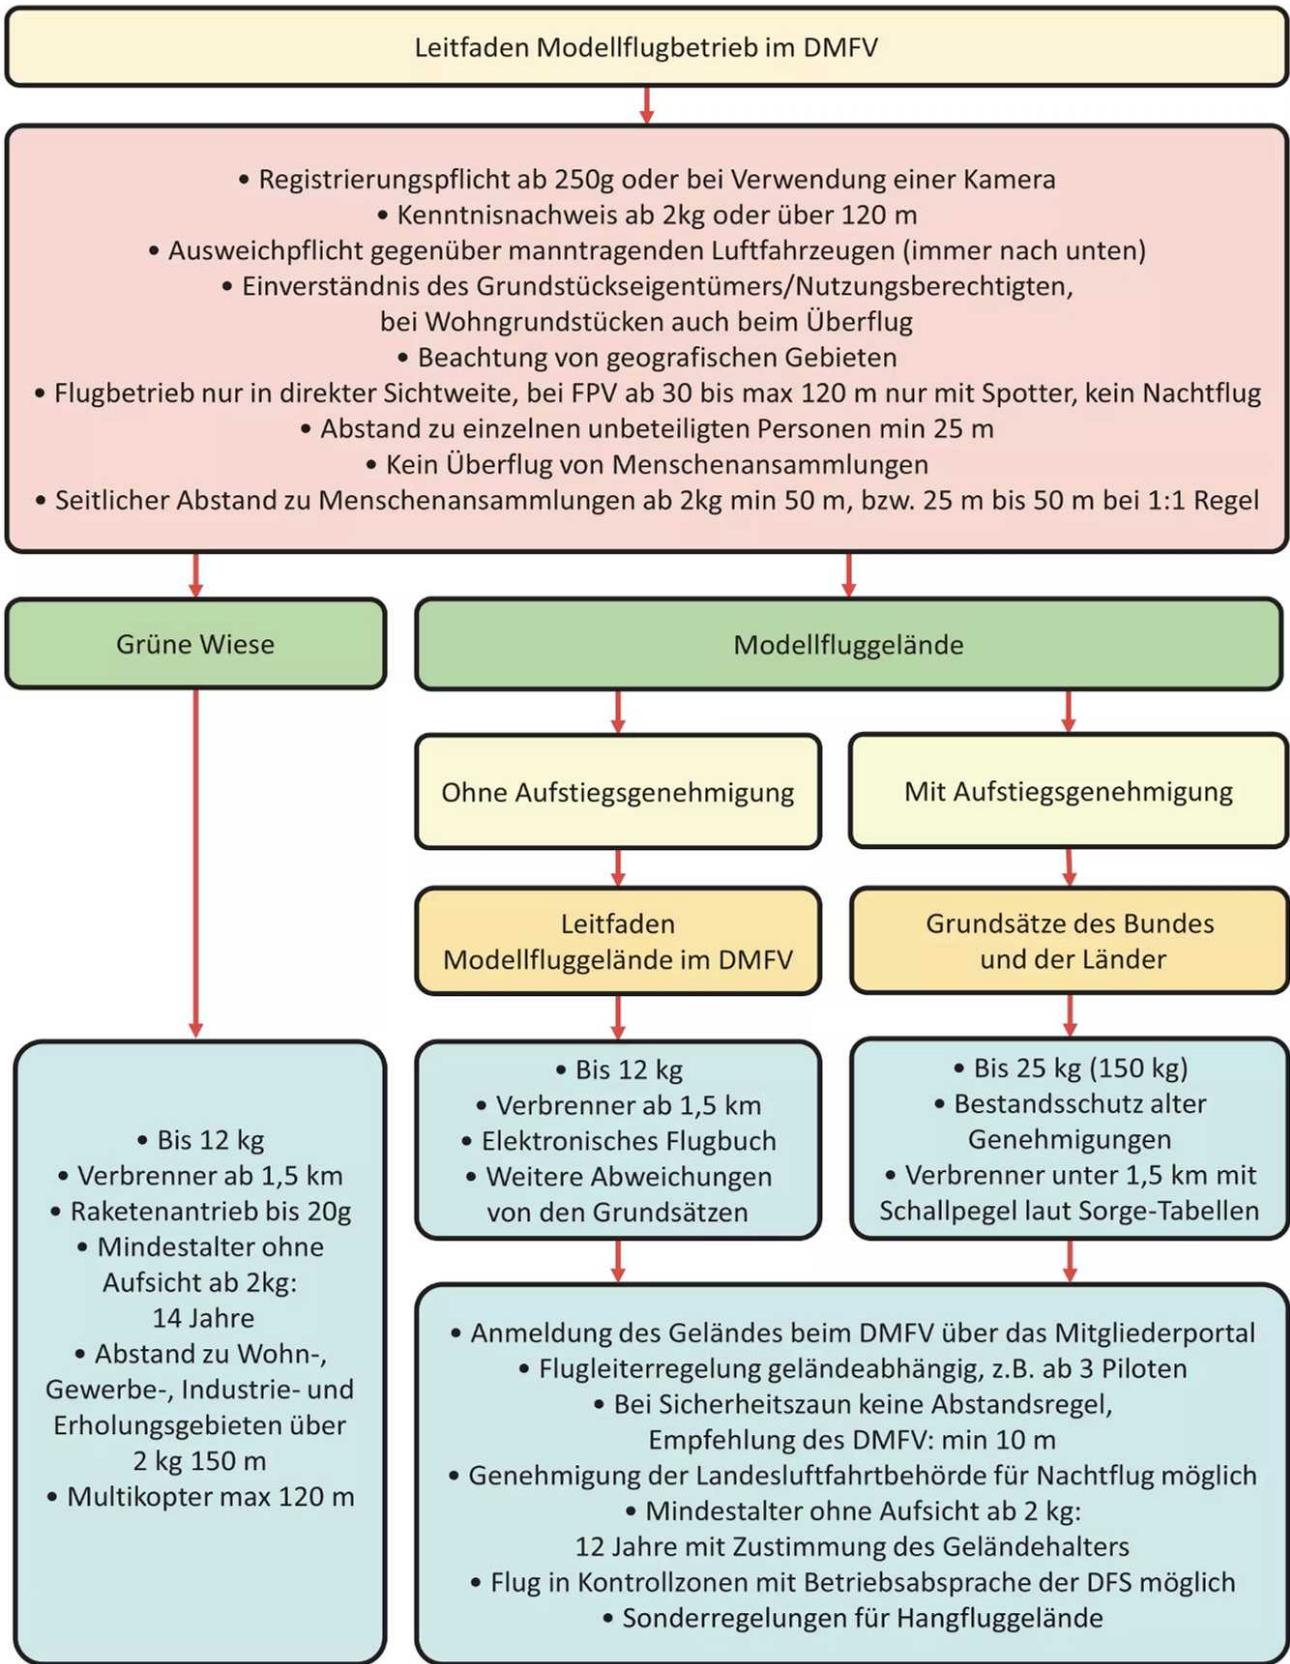 Leitfaden Modellflugbetrieb im DMFV
• Registrierungspflicht ab 250g oder bei Verwendung einer Kamera
• Kenntnisnachweis ab 2kg oder über 120 m
• Ausweichpflicht gegenüber manntragenden Luftfahrzeugen (immer nach unten)
• Einverständnis des Grundstückseigentümers/Nutzungsberechtigten,
bei Wohngrundstücken auch beim Überflug
• Beachtung von geografischen Gebieten
• Flugbetrieb nur in direkter Sichtweite, bei FPV ab 30 bis max 120 m nur mit Spotter, kein Nachtflug
• Abstand zu einzelnen unbeteiligten Personen min 25 m
• Kein Überflug von Menschenansammlungen
• Seitlicher Abstand zu Menschenansammlungen ab 2kg min 50 m, bzw. 25 m bis 50 m bei 1:1 Regel
Grüne Wiese
Modellfluggelände
Ohne Aufstiegsgenehmigung
Mit Aufstiegsgenehmigung
Leitfaden
Modellfluggelände im DMFV
Grundsätze des Bundes
und der Länder
• Bis 12 kg
• Verbrenner ab 1,5 km
• Raketenantrieb bis 20g
• Mindestalter ohne
Aufsicht ab 2kg:
14 Jahre
• Abstand zu Wohn-,
Gewerbe-, Industrie- und
Erholungsgebieten über
2 kg 150 m
• Multikopter max 120 m
• Bis 12 kg
• Verbrenner ab 1,5 km
• Elektronisches Flugbuch
• Weitere Abweichungen
von den Grundsätzen
• Bis 25 kg (150 kg)
• Bestandsschutz alter
Genehmigungen
• Verbrenner unter 1,5 km mit
Schallpegel laut Sorge-Tabellen
• Anmeldung des Geländes beim DMFV über das Mitgliederportal
• Flugleiterregelung geländeabhängig, z.B. ab 3 Piloten
• Bei Sicherheitszaun keine Abstandsregel,
Empfehlung des DMFV: min 10 m
• Genehmigung der Landesluftfahrtbehörde für Nachtflug möglich
• Mindestalter ohne Aufsicht ab 2 kg:
12 Jahre mit Zustimmung des Geländehalters
• Flug in Kontrollzonen mit Betriebsabsprache der DFS möglich
• Sonderregelungen für Hangfluggelände